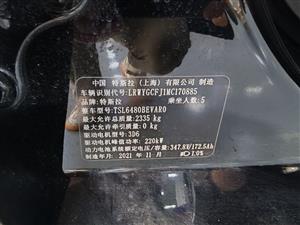 中国 特斯拉(上海)有限公司 制造
车辆识别代号:LRWYGCFJ1MC170885
品牌:特斯拉 乘坐人数:5
整车型号:TSL6480BEVAR0
最大允许总质量:2335 kg
最大允许牵引质量:0 kg
驱动电机型号:3D6
驱动电机峰值功率:220kW
动力电池系统额定电压/容量:347.8V/172.5Ah
制造年月:2021 年 11 月